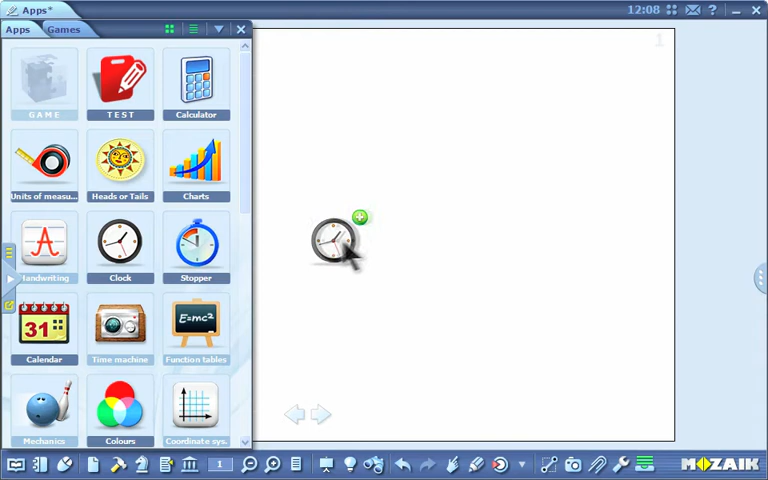 Apps*
12:08
Apps
Games
1
GAME
TEST
Calculator
Units of measu...
Heads or Tails
Charts
Handwriting
Clock
Stopper
31
E=mc²
Calendar
Time machine
Function tables
Mechanics
Colours
Coordinate sys.
1
MOZAIK